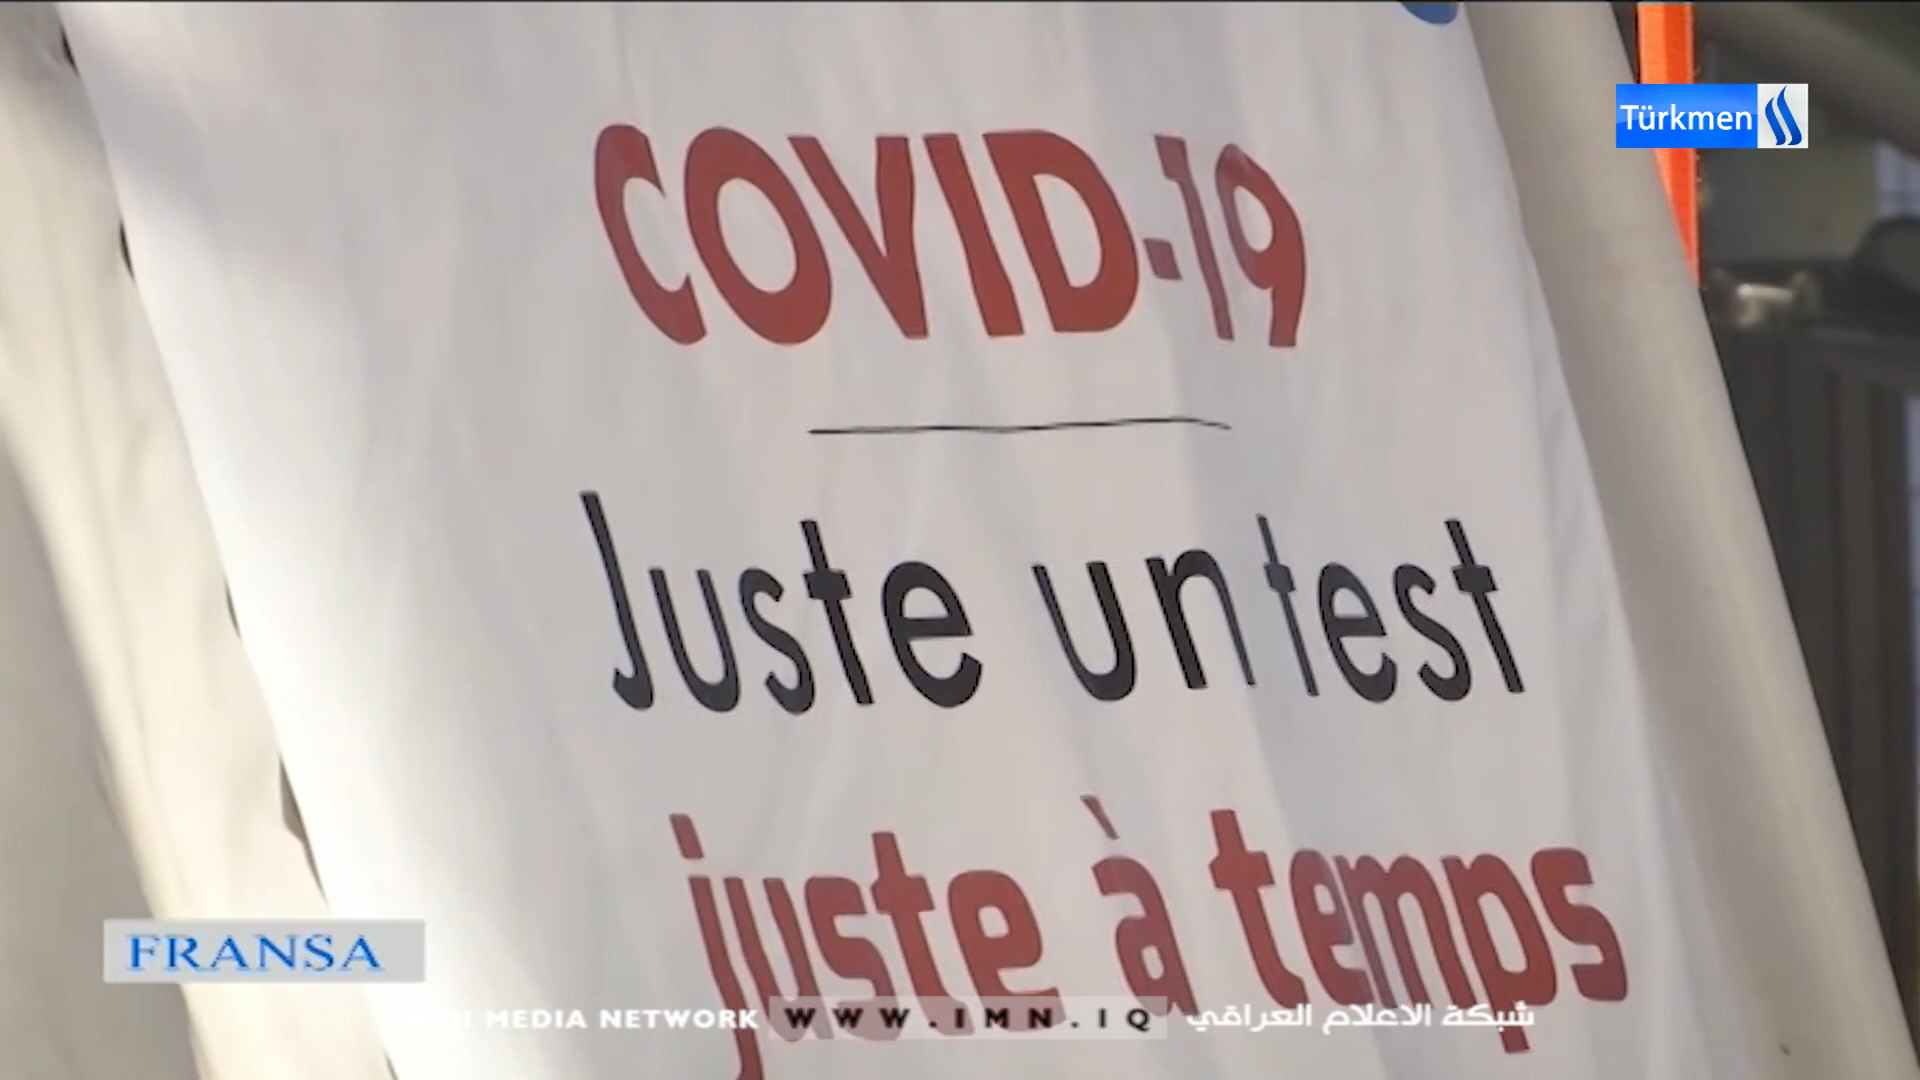 Türkmen
COVID-19
Juste un test
juste à temps
FRANSA
MEDIA NETWORK WWW.IMN.IQ شبكة الاعلام العراقي